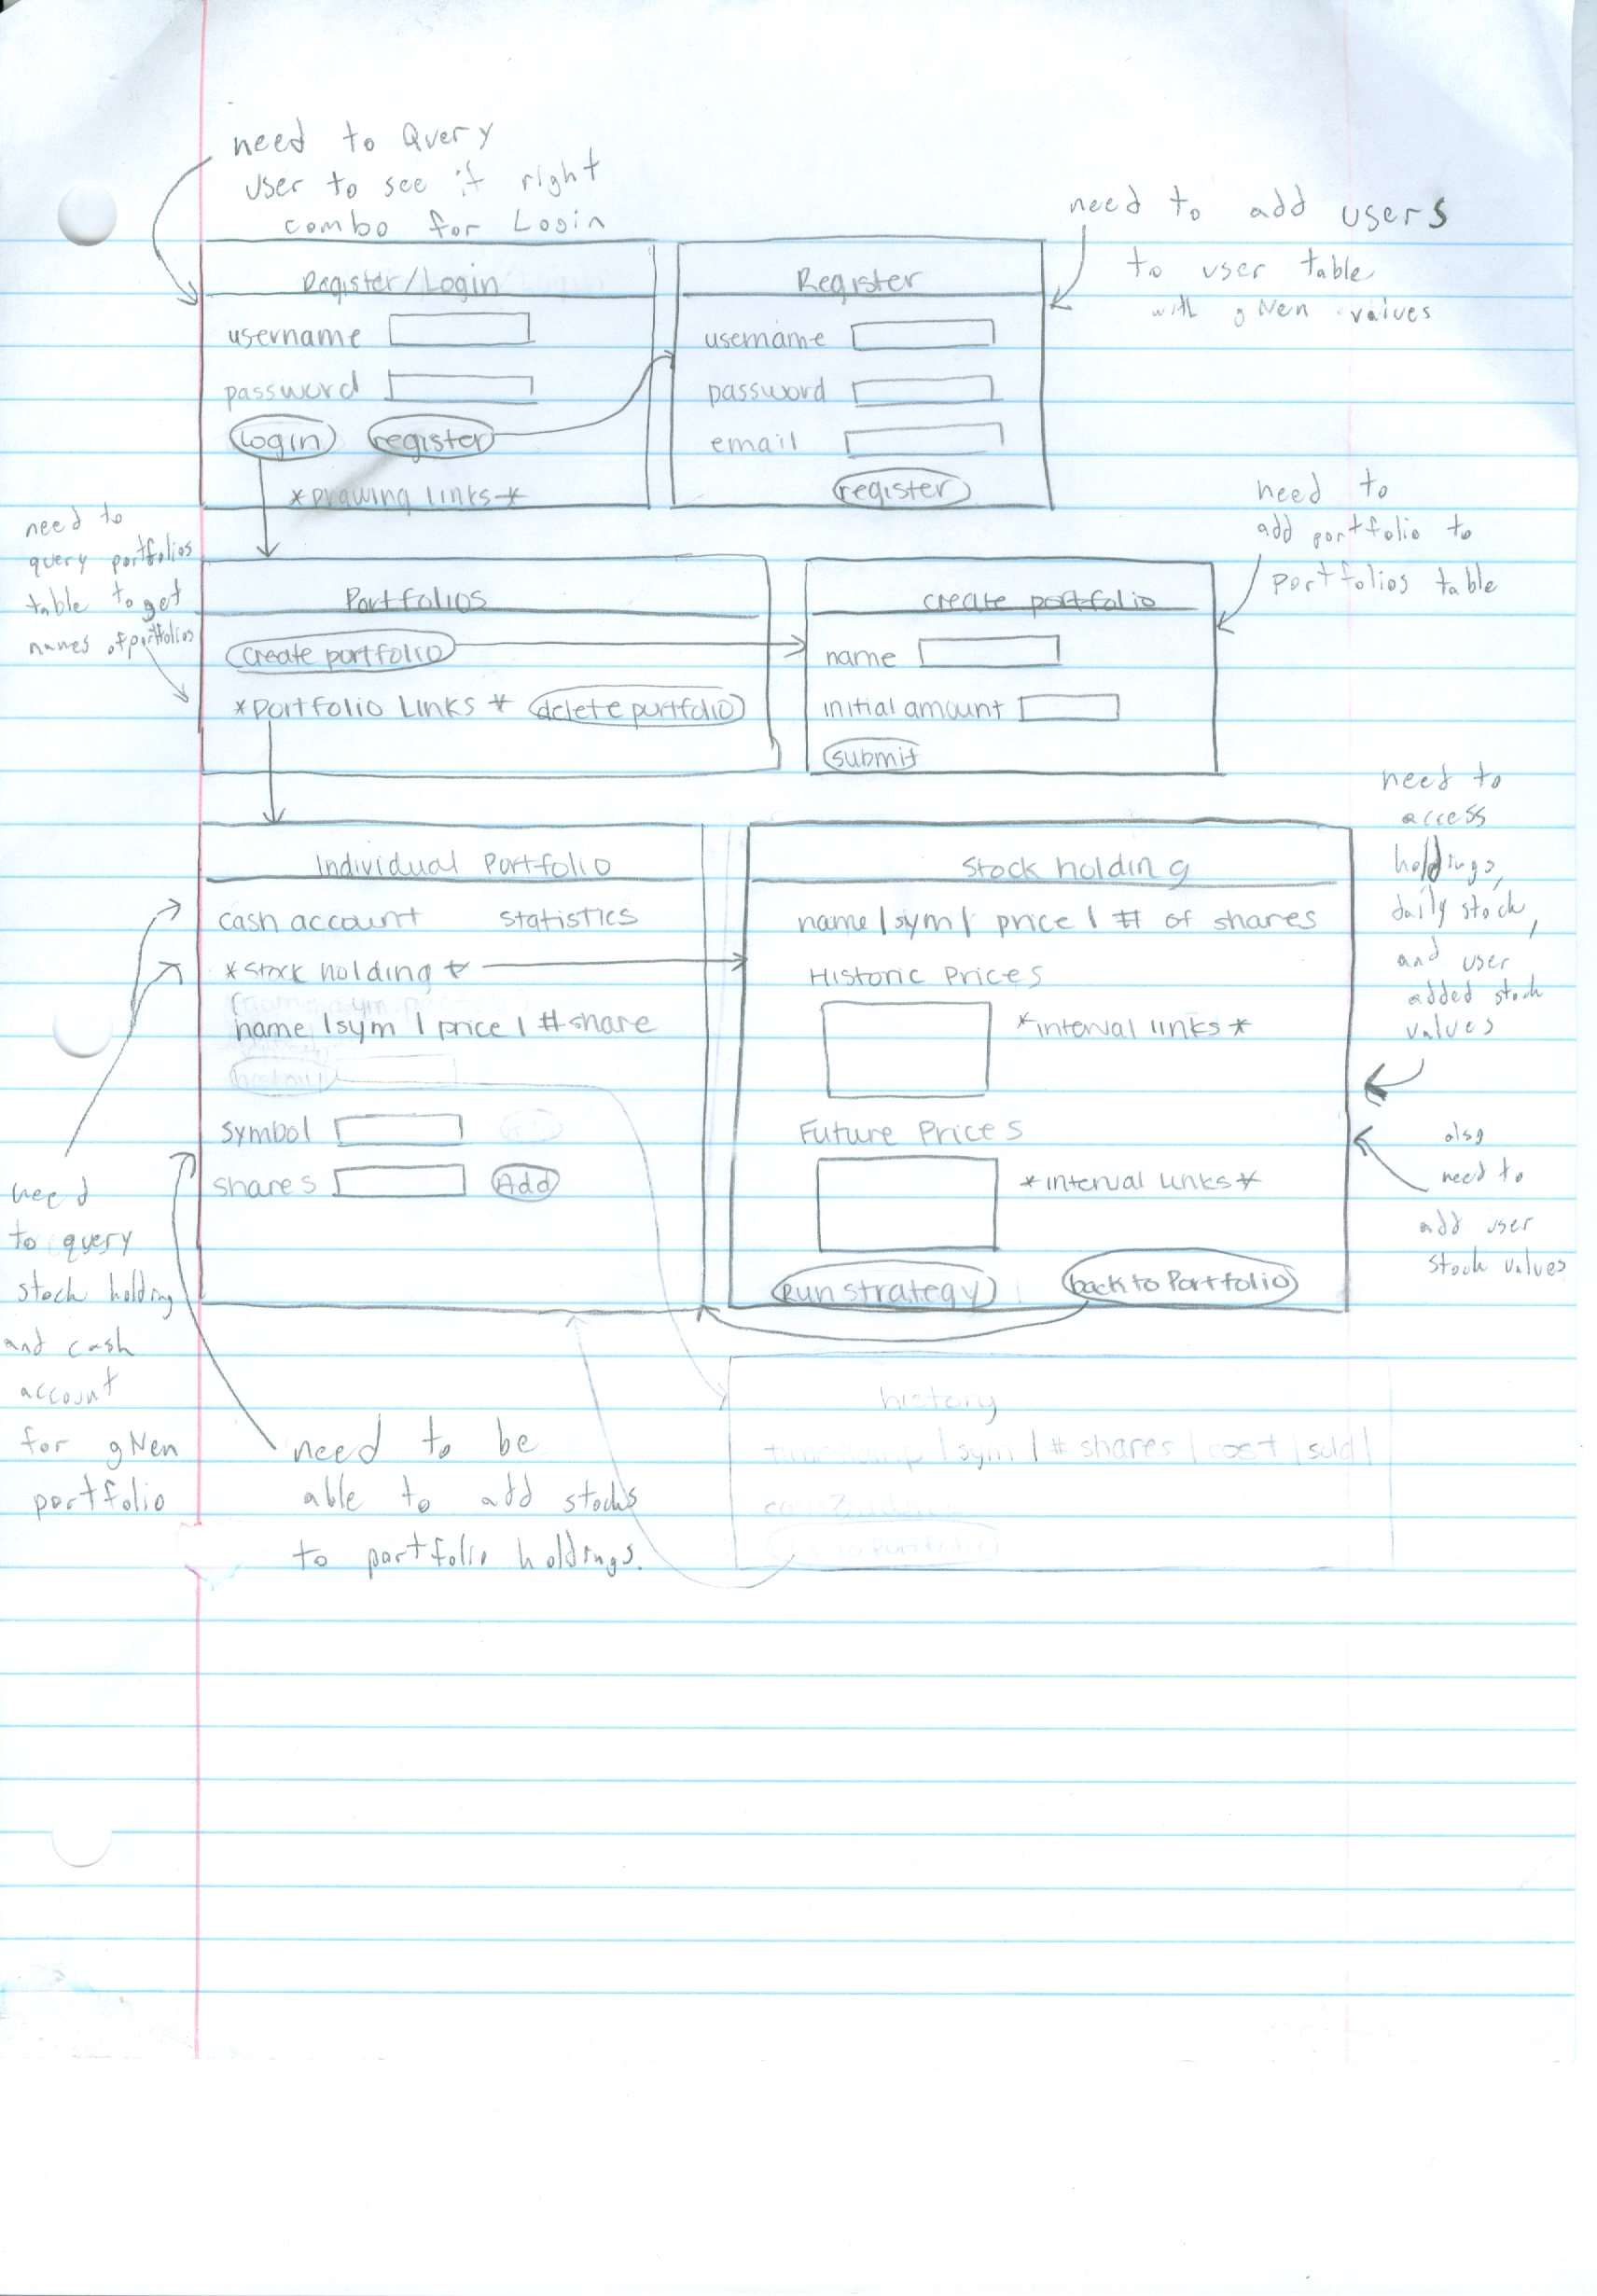 need to Query
user to see if right
combo for Login
need to add users
to user table
with given values
Register/Login
username
password
login register
*Drawing links*
Register
username
password
email
register
need to
query portfolios
table to get
names of portfolios
need to
add portfolio to
portfolios table
Portfolios
create portfolio
*Portfolio Links* delete portfolio
create portfolio
name
initial amount
submit
need to
access
holdings,
daily stock,
and user
added stock
values
Individual Portfolio
cash account statistics
*stock holding*
name | sym | price | # share
history
symbol
shares Add
Stock holding
name | sym | price | # of shares
Historic Prices
*interval links*
Future Prices
*interval links*
Run strategy back to Portfolio
also
need to
add user
stock values
need
to query
stock holding
and cash
account
for given
portfolio
need to be
able to add stocks
to portfolio holdings.
history
| sym | # shares | cost | sold |